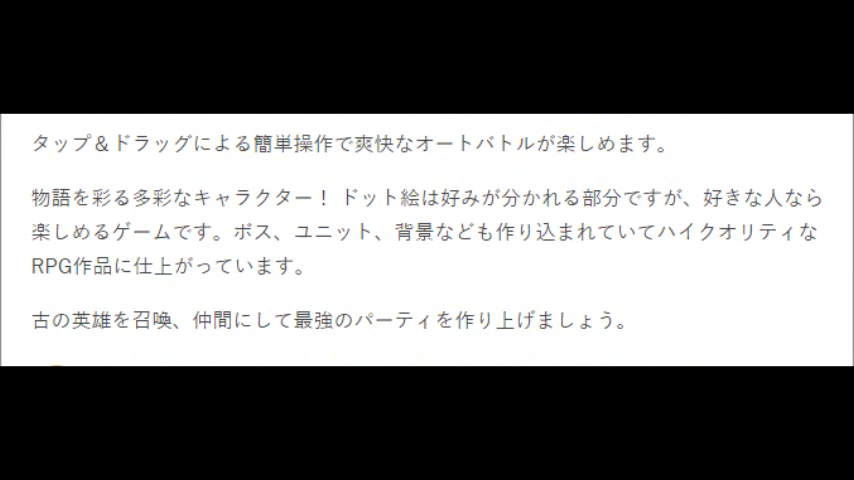 タップ＆ドラッグによる簡単操作で爽快なオートバトルが楽しめます。
物語を彩る多彩なキャラクター！ ドット絵は好みが分かれる部分ですが、好きな人なら
楽しめるゲームです。ボス、ユニット、背景なども作り込まれていてハイクオリティな
RPG作品に仕上がっています。
古の英雄を召喚、仲間にして最強のパーティを作り上げましょう。